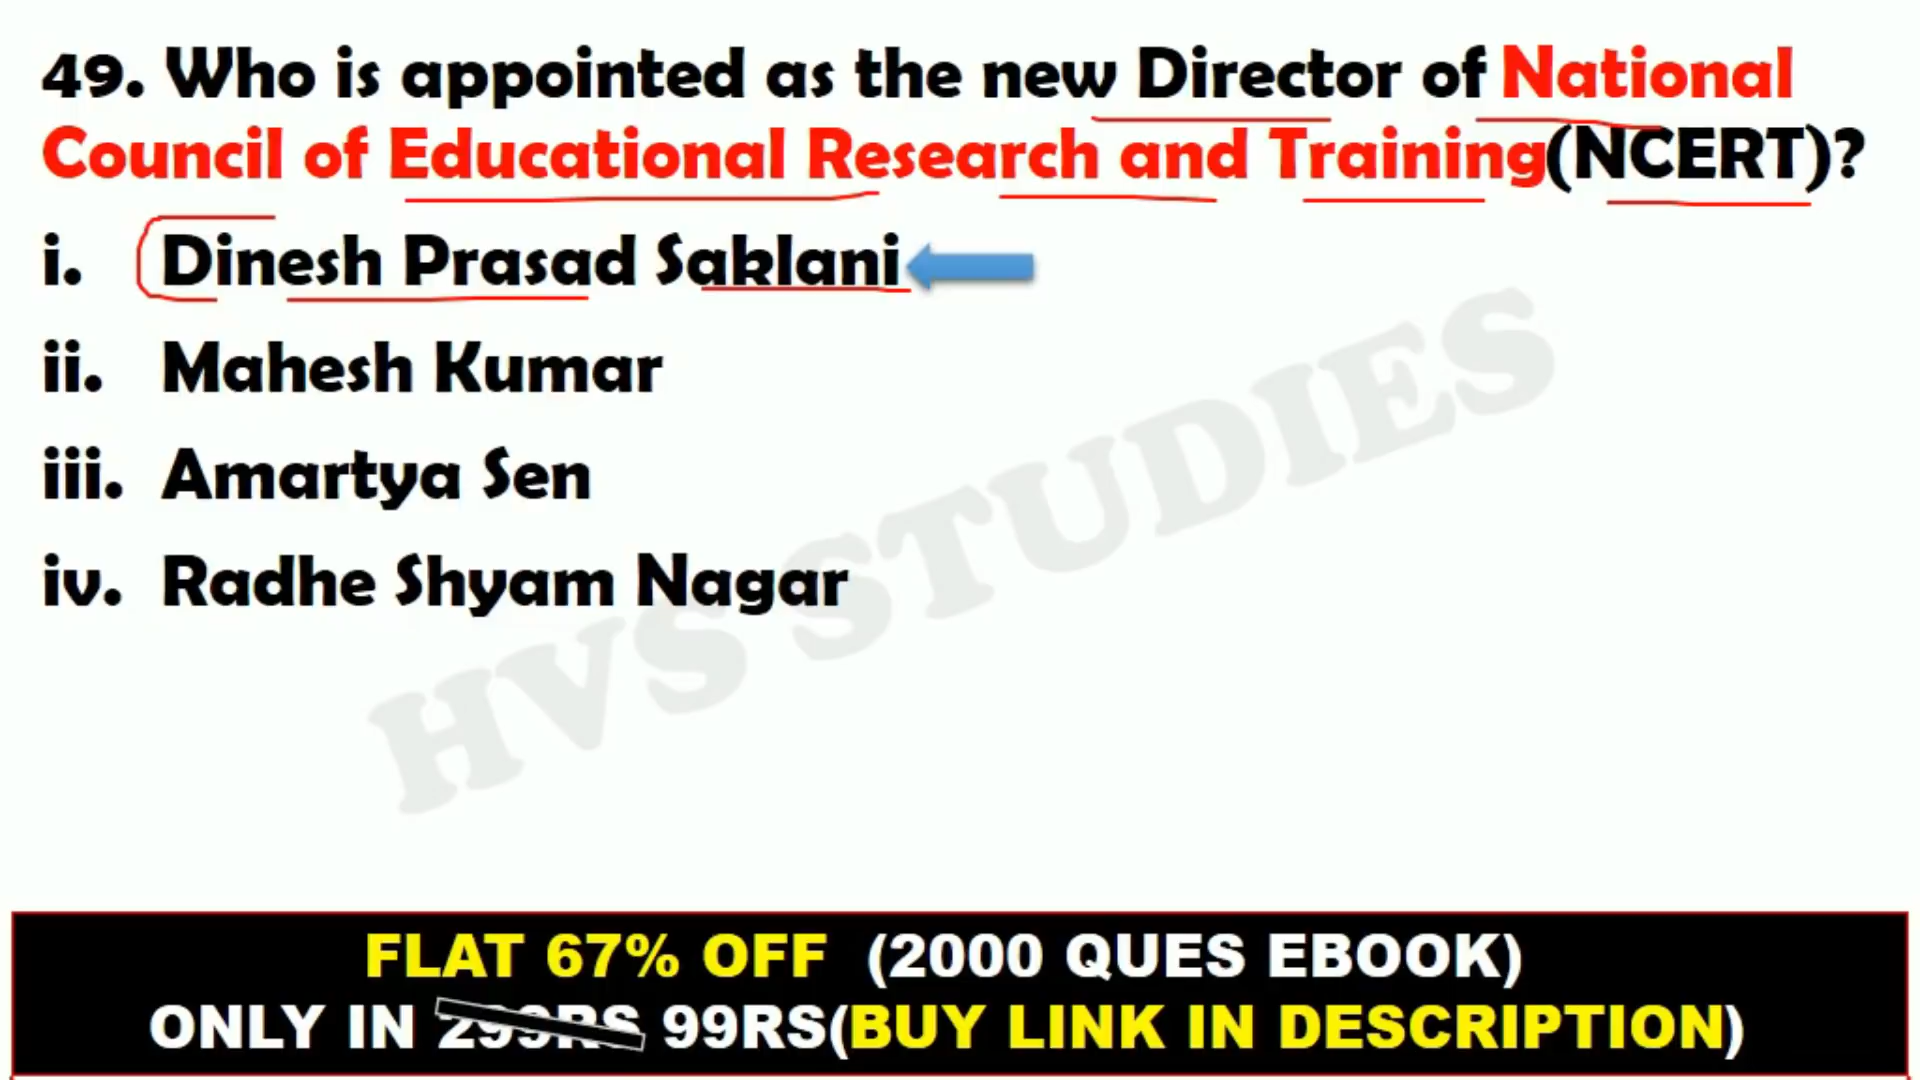 49. Who is appointed as the new Director of National
Council of Educational Research and Training(NCERT)?
i. Dinesh Prasad Saklani
ii. Mahesh Kumar
iii. Amartya Sen
iv. Radhe Shyam Nagar
HVS STUDIES
FLAT 67% OFF (2000 QUES EBOOK)
ONLY IN 299RS 99RS(BUY LINK IN DESCRIPTION)